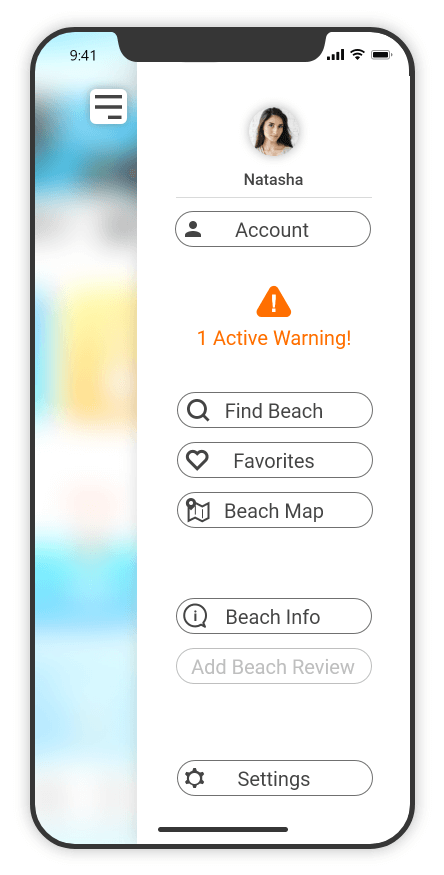 9:41
Natasha
Account
1 Active Warning!
Find Beach
Favorites
Beach Map
Beach Info
Add Beach Review
Settings